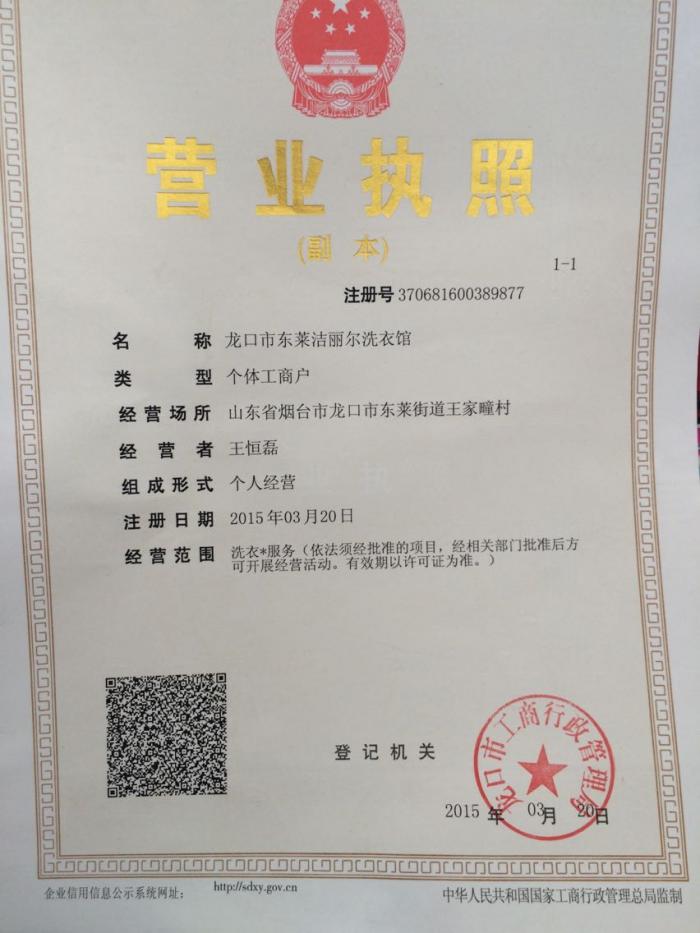 营业执照
(副本)
1-1
注册号 370681600389877
名称 龙口市东莱洁丽尔洗衣馆
类型 个体工商户
经营场所 山东省烟台市龙口市东莱街道王家疃村
经营者 王恒磊
组成形式 个人经营
注册日期 2015年03月20日
经营范围 洗衣*服务（依法须经批准的项目，经相关部门批准后方
可开展经营活动。有效期以许可证为准。）
登记机关
龙口市工商行政管理局
2015 年 03月 20日
企业信用信息公示系统网址： http://sdxy.gov.cn
中华人民共和国国家工商行政管理总局监制